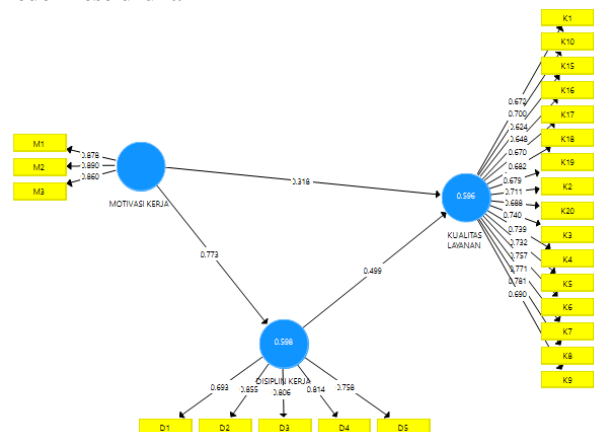 K1
K10
K15
K16
K17
K18
K19
K2
K20
K3
K4
K5
K6
K7
K8
K9
0.672
0.700
0.624
0.648
0.670
0.682
0.679
0.711
0.688
0.740
0.739
0.732
0.757
0.771
0.781
0.690
M1
M2
M3
0.878
0.890
0.860
MOTIVASI KERJA
0.318
0.596
KUALITAS
LAYANAN
0.773
0.499
0.598
DISIPLIN KERJA
0.693
0.855
0.806
0.814
0.758
D1
D2
D3
D4
D5